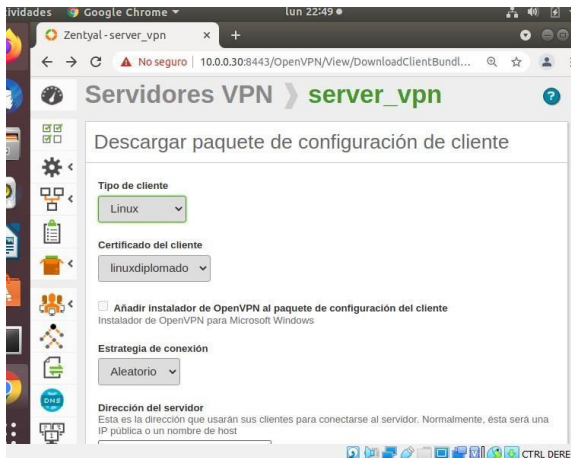 ividades Google Chrome lun 22:49
Zentyal - server_vpn
No seguro 10.0.0.30:8443/OpenVPN/View/DownloadClientBundl...
Servidores VPN server_vpn ?
Descargar paquete de configuración de cliente
Tipo de cliente
Linux
Certificado del cliente
linuxdiplomado
Añadir instalador de OpenVPN al paquete de configuración del cliente
Instalador de OpenVPN para Microsoft Windows
Estrategia de conexión
Aleatorio
Dirección del servidor
Esta es la dirección que usarán sus clientes para conectarse al servidor. Normalmente, ésta será una
IP pública o un nombre de host
DNS
CTRL DERE